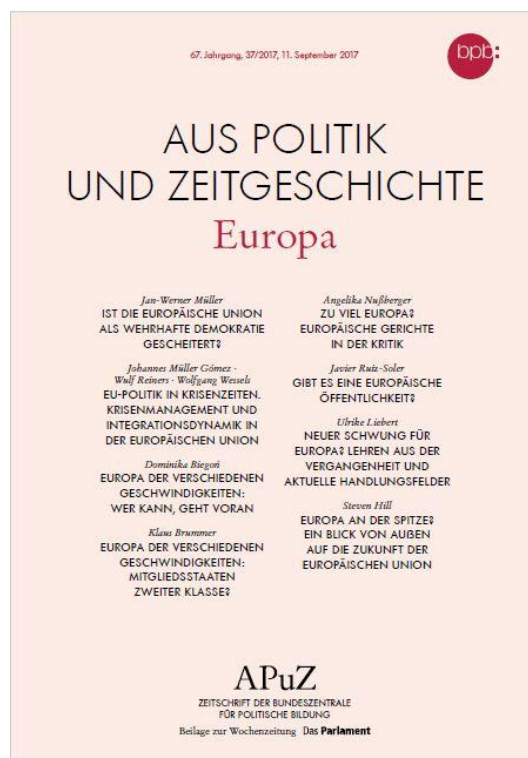 67. Jahrgang, 37/2017, 11. September 2017
bpb:
AUS POLITIK
UND ZEITGESCHICHTE
Europa
Jan-Werner Müller
IST DIE EUROPÄISCHE UNION
ALS WEHRHAFTE DEMOKRATIE
GESCHEITERT?
Johannes Müller Gómez ·
Wulf Reiners · Wolfgang Wessels
EU-POLITIK IN KRISENZEITEN.
KRISENMANAGEMENT UND
INTEGRATIONSDYNAMIK IN
DER EUROPÄISCHEN UNION
Dominika Biegoń
EUROPA DER VERSCHIEDENEN
GESCHWINDIGKEITEN:
WER KANN, GEHT VORAN
Klaus Brummer
EUROPA DER VERSCHIEDENEN
GESCHWINDIGKEITEN:
MITGLIEDSSTAATEN
ZWEITER KLASSE?
Angelika Nußberger
ZU VIEL EUROPA?
EUROPÄISCHE GERICHTE
IN DER KRITIK
Javier Ruiz-Soler
GIBT ES EINE EUROPÄISCHE
ÖFFENTLICHKEIT?
Ulrike Liebert
NEUER SCHWUNG FÜR
EUROPA? LEHREN AUS DER
VERGANGENHEIT UND
AKTUELLE HANDLUNGSFELDER
Steven Hill
EUROPA AN DER SPITZE?
EIN BLICK VON AUßEN
AUF DIE ZUKUNFT DER
EUROPÄISCHEN UNION
APuZ
ZEITSCHRIFT DER BUNDESZENTRALE
FÜR POLITISCHE BILDUNG
Beilage zur Wochenzeitung Das Parlament